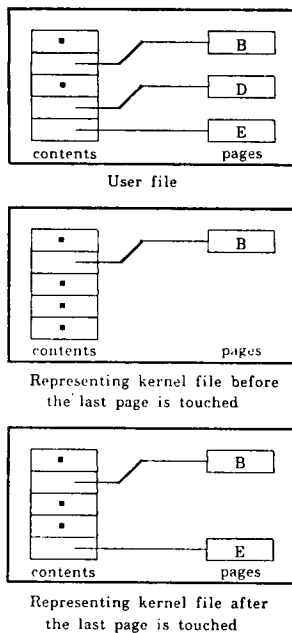 B
D
E
contents pages
User file
B
contents pages
Representing kernel file before
the last page is touched
B
E
contents pages
Representing kernel file after
the last page is touched